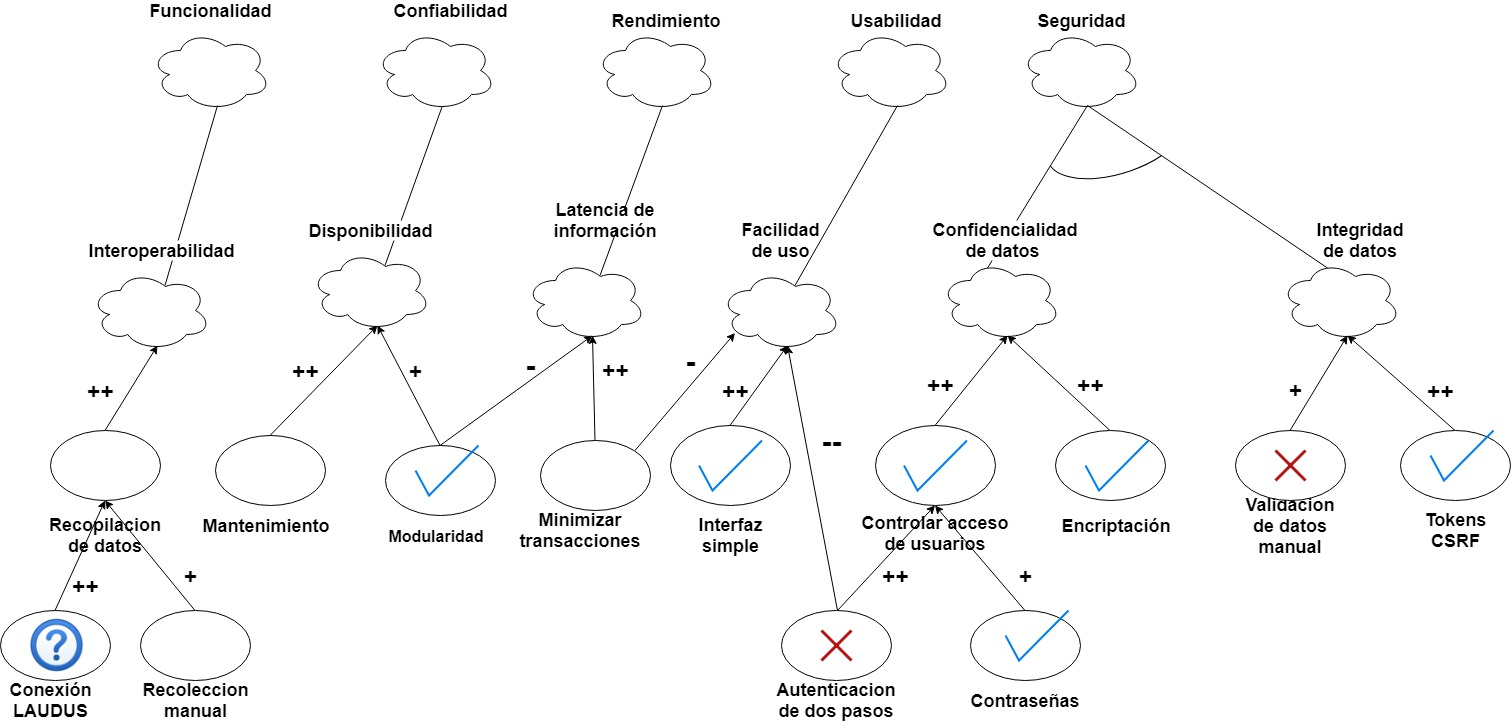 Funcionalidad
Confiabilidad
Rendimiento
Usabilidad
Seguridad
Interoperabilidad
Disponibilidad
Latencia de
información
Facilidad
de uso
Confidencialidad
de datos
Integridad
de datos
++
++
+
-
++
-
++
--
++
++
+
++
Recopilacion
de datos
Mantenimiento
Modularidad
Minimizar
transacciones
Interfaz
simple
Controlar acceso
de usuarios
Encriptación
Validacion
de datos
manual
Tokens
CSRF
++
+
++
+
?
Conexión
LAUDUS
Recoleccion
manual
Autenticacion
de dos pasos
Contraseñas